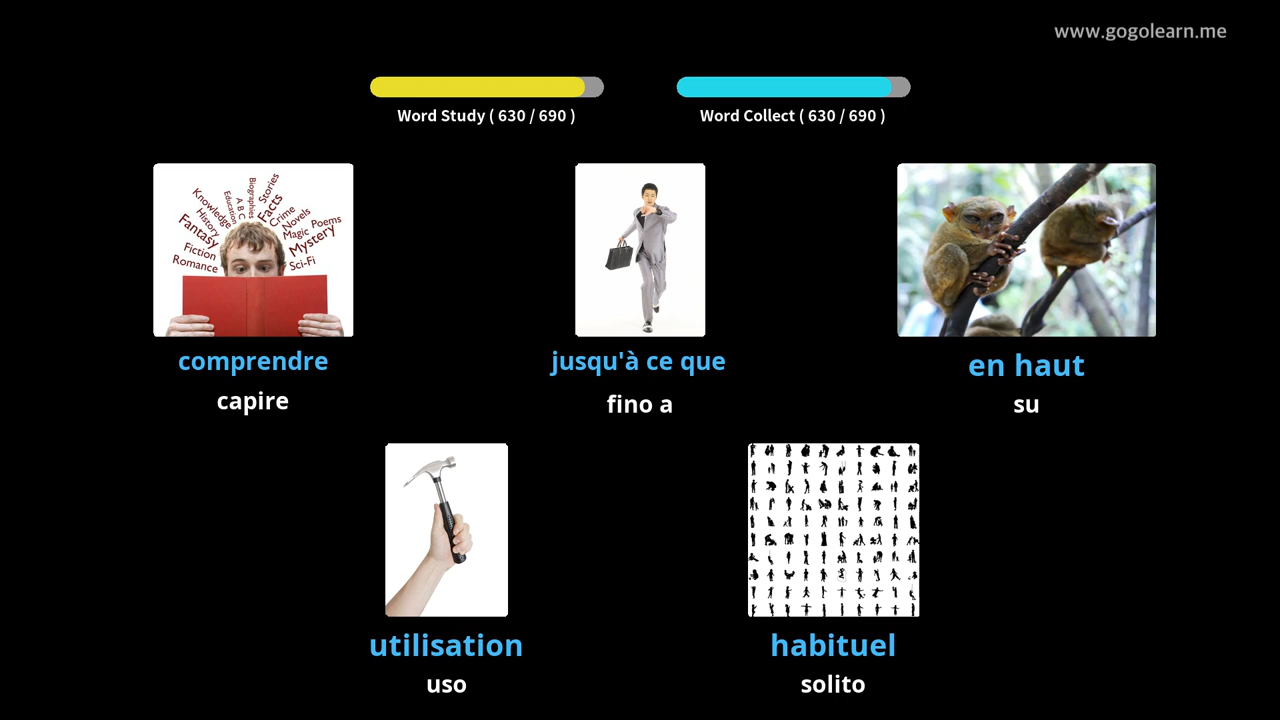 www.gogolearn.me
Word Study ( 630 / 690 )
Word Collect ( 630 / 690 )
Knowledge
History
Fantasy
Fiction
Romance
Education
A B C
Biographies
Stories
Facts
Crime
Novels
Magic
Poems
Mystery
Sci-Fi
comprendre
capire
jusqu'à ce que
fino a
en haut
su
utilisation
uso
habituel
solito